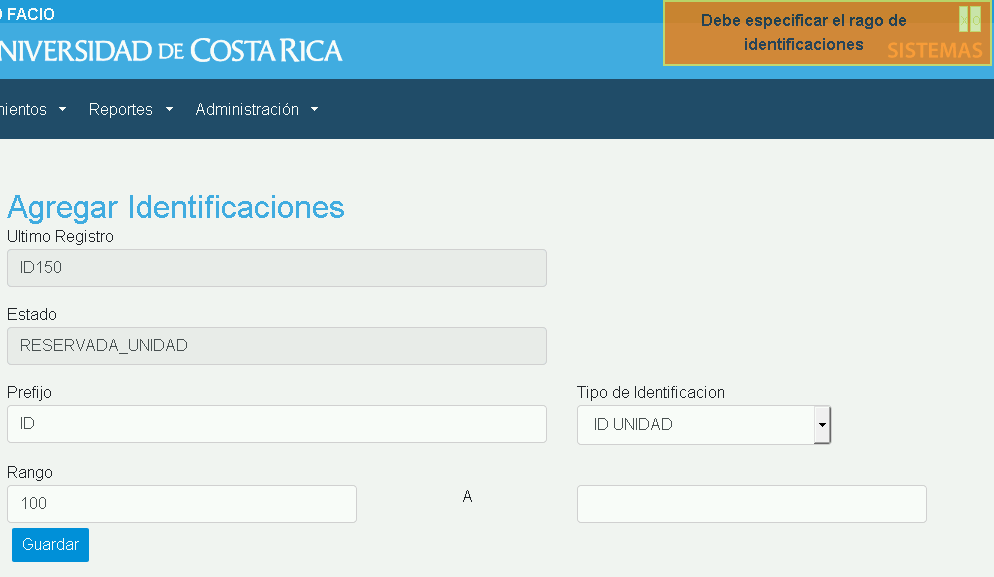 FACIO
Debe especificar el rago de
identificaciones
NIVERSIDAD DE COSTA RICA
SISTEMAS
mientos
Reportes
Administración
Agregar Identificaciones
Ultimo Registro
ID150
Estado
RESERVADA_UNIDAD
Prefijo
Tipo de Identificacion
ID
ID UNIDAD
Rango
100
A
Guardar